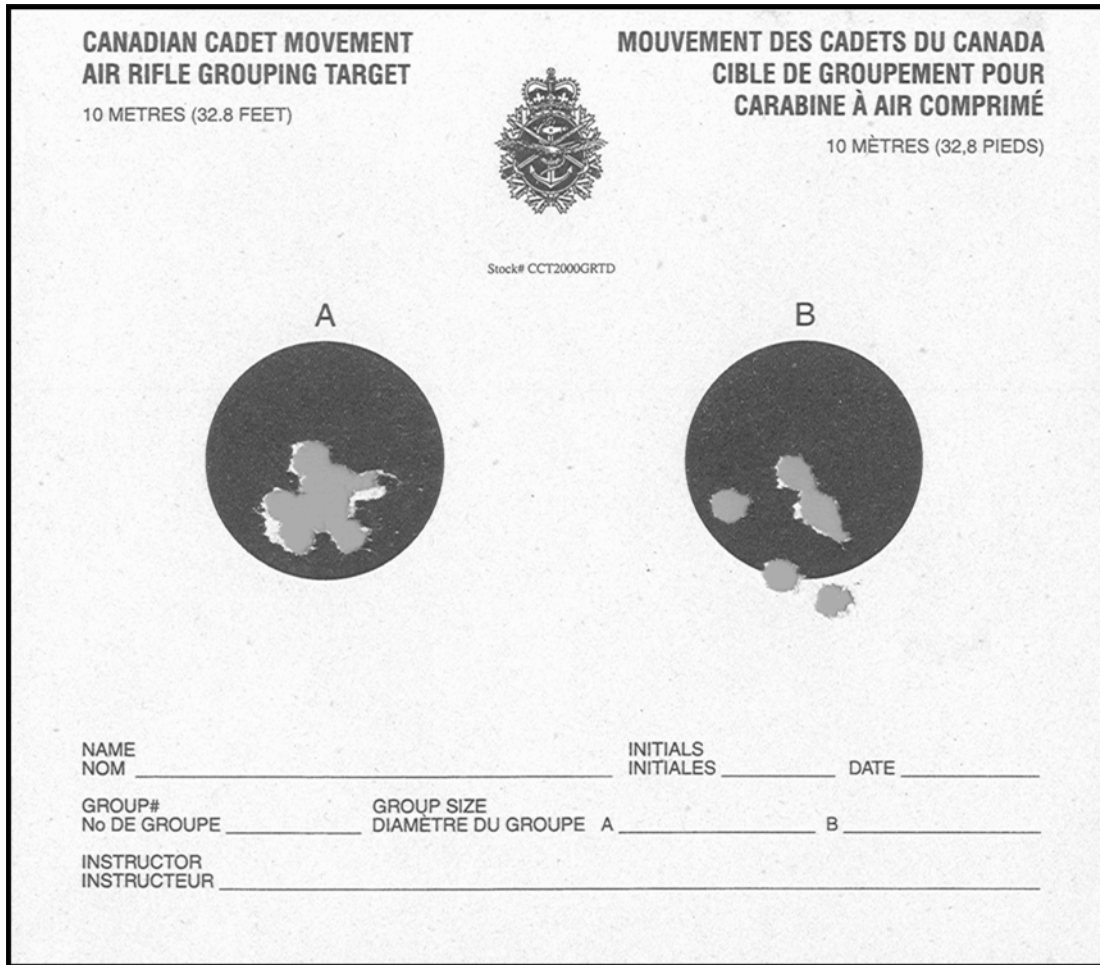 CANADIAN CADET MOVEMENT
AIR RIFLE GROUPING TARGET
10 METRES (32.8 FEET)
MOUVEMENT DES CADETS DU CANADA
CIBLE DE GROUPEMENT POUR
CARABINE À AIR COMPRIMÉ
10 MÈTRES (32,8 PIEDS)
Stock# CCT2000GRTD
A
B
NAME
NOM
INITIALS
INITIALES
DATE
GROUP#
No DE GROUPE
GROUP SIZE
DIAMÈTRE DU GROUPE A
B
INSTRUCTOR
INSTRUCTEUR